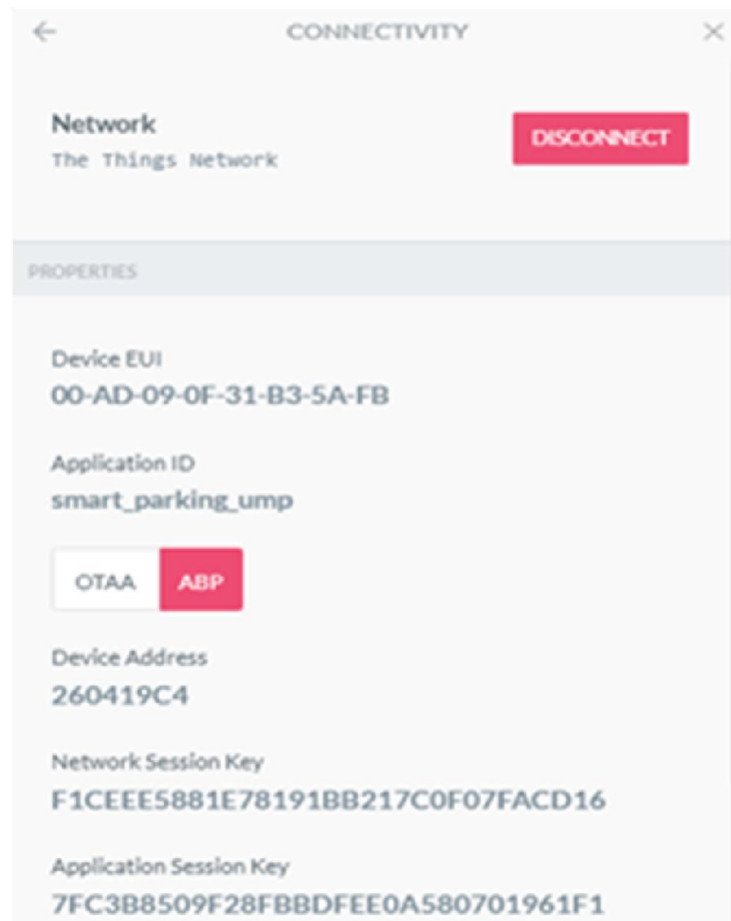 CONNECTIVITY
Network
DISCONNECT
The Things Network
PROPERTIES
Device EUI
00-AD-09-0F-31-B3-5A-FB
Application ID
smart_parking_ump
OTAA ABP
Device Address
260419C4
Network Session Key
F1CEEE5881E78191BB217C0F07FACD16
Application Session Key
7FC3B8509F28FBBDFEE0A580701961F1